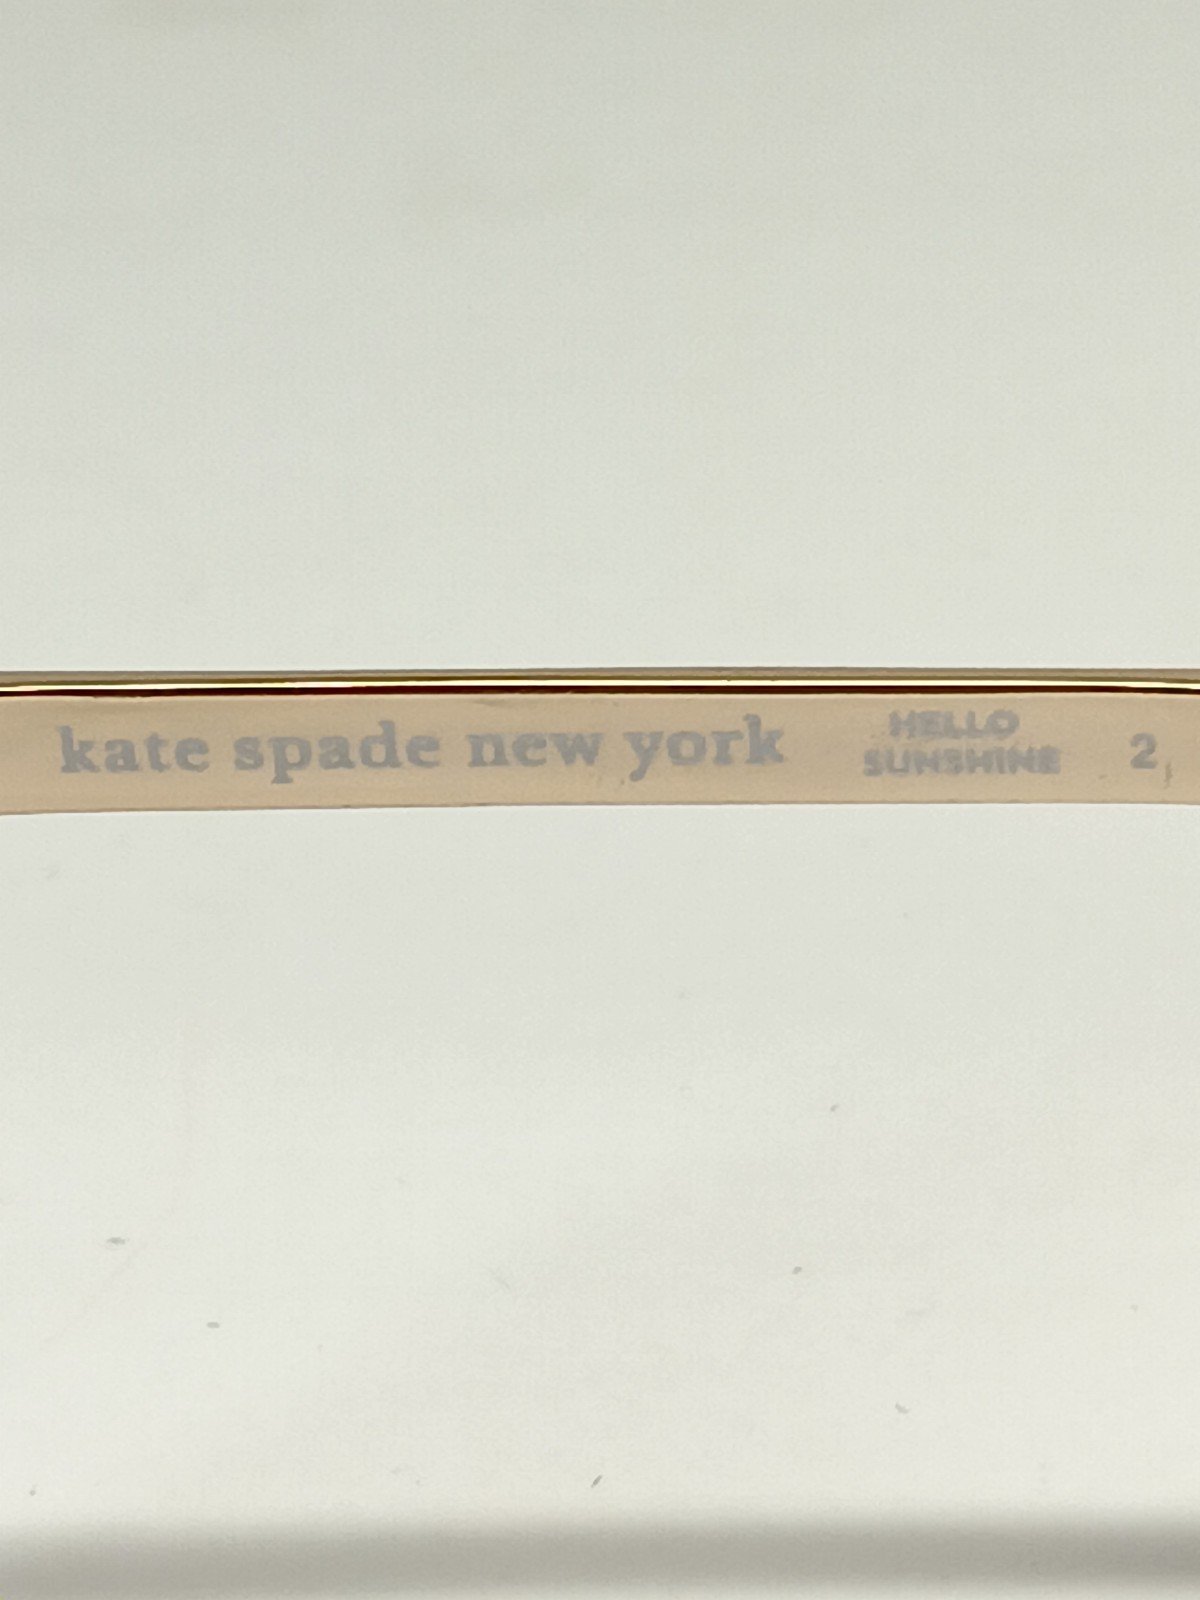 kate spade new york
HELLO
SUNSHINE
2